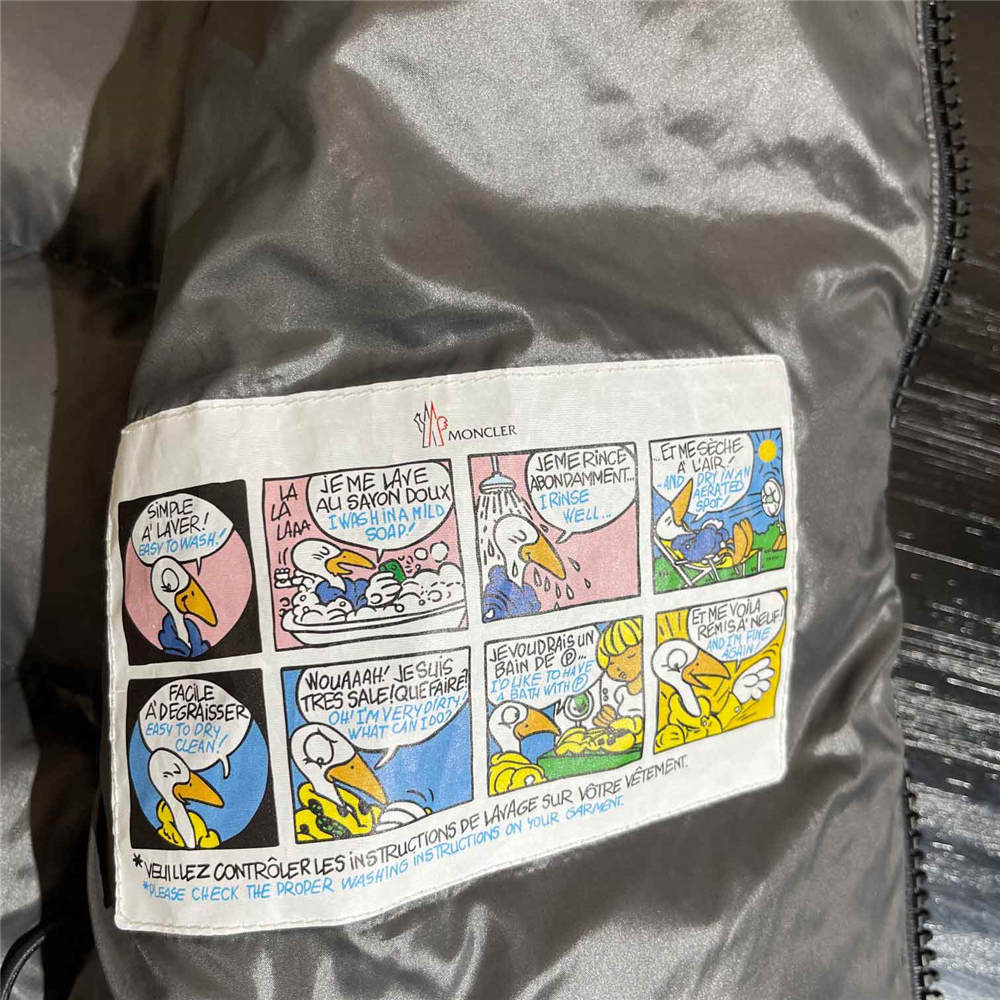 MONCLER
SIMPLE
À LAVER!
EASY TO WASH!
LA
LA
LAAA
JE ME LAVE
AU SAVON DOUX
I WASH IN A MILD
SOAP!
JE ME RINCE
ABONDAMMENT...
I RINSE
WELL...
...ET ME SÈCHE
À L'AIR!
...AND DRY IN AN
AERATED
SPOT!
FACILE
À DEGRAISSER
EASY TO DRY
CLEAN!
WOUAAAH! JE SUIS
TRES SALE! QUE FAIRE?
OH! I'M VERY DIRTY!
WHAT CAN I DO?
JE VOUDRAIS UN
BAIN DE Ⓟ...
I'D LIKE TO HAVE
A BATH WITH Ⓟ
ET ME VOILA
REMIS À NEUF!
AND I'M FINE
AGAIN!
*VEUILLEZ CONTRÔLER LES INSTRUCTIONS DE LAVAGE SUR VÔTRE VÊTEMENT.
*PLEASE CHECK THE PROPER WASHING INSTRUCTIONS ON YOUR GARMENT.